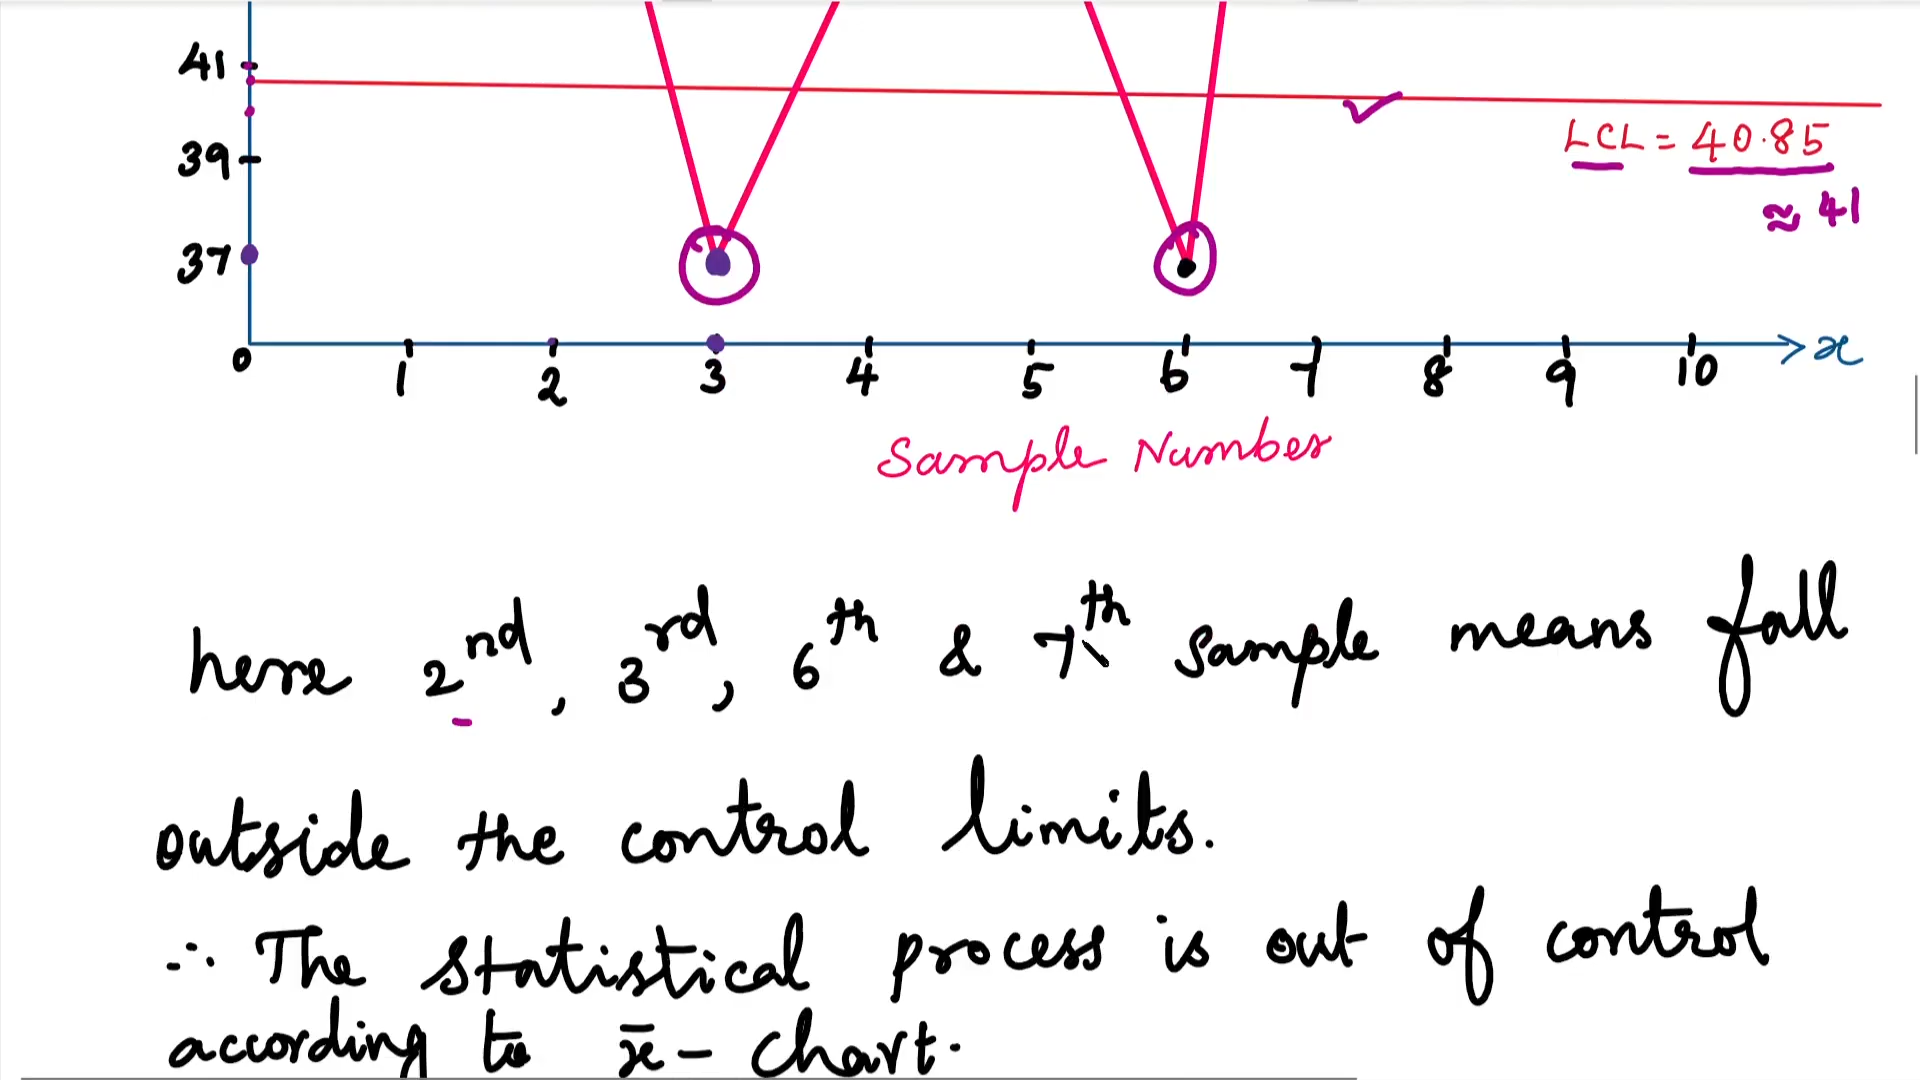 41
39
LCL = 40.85
≈ 41
37
0 1 2 3 4 5 6 7 8 9 10 x
Sample Number
here 2nd, 3rd, 6th & 7th sample means fall
outside the control limits.
∴ The statistical process is out of control
according to x̄ - chart.